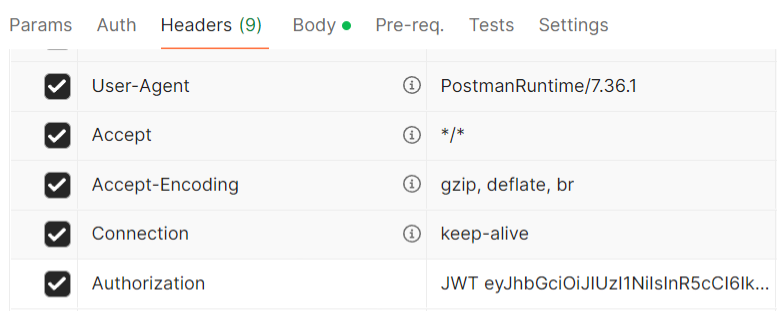 Params Auth Headers (9) Body Pre-req. Tests Settings
User-Agent PostmanRuntime/7.36.1
Accept */*
Accept-Encoding gzip, deflate, br
Connection keep-alive
Authorization JWT eyJhbGciOiJIUzI1NiIsInR5cCI6Ik...